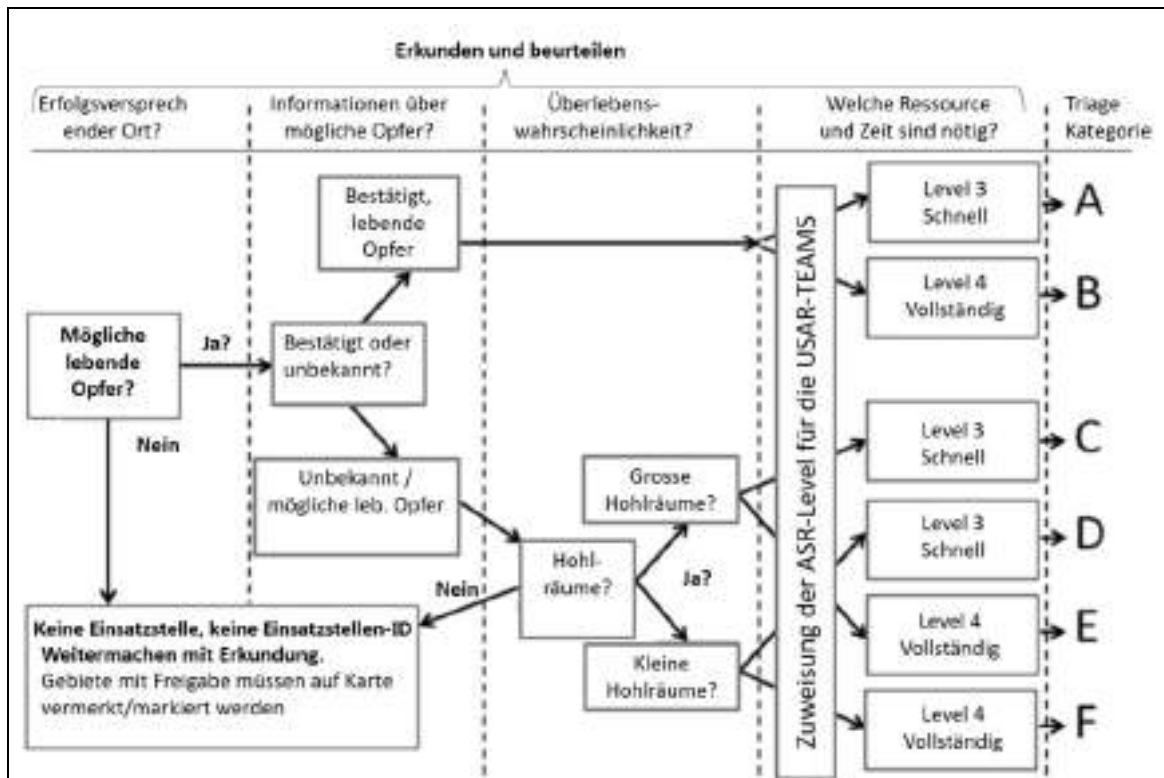 Erkunden und beurteilen
Erfolgsversprech
ender Ort?
Informationen über
mögliche Opfer?
Überlebens-
wahrscheinlichkeit?
Welche Ressource
und Zeit sind nötig?
Triage
Kategorie
Bestätigt,
lebende
Opfer
Level 3
Schnell
A
Level 4
Vollständig
B
Mögliche
lebende
Opfer?
Ja?
Bestätigt oder
unbekannt?
Nein
Unbekannt /
mögliche leb. Opfer
Grosse
Hohlräume?
Level 3
Schnell
C
Hohl-
räume?
Ja?
Nein
Level 3
Schnell
D
Kleine
Hohlräume?
Level 4
Vollständig
E
Level 4
Vollständig
F
Zuweisung der ASR-Level für die USAR-TEAMS
Keine Einsatzstelle, keine Einsatzstellen-ID
Weitermachen mit Erkundung.
Gebiete mit Freigabe müssen auf Karte
vermerkt/markiert werden